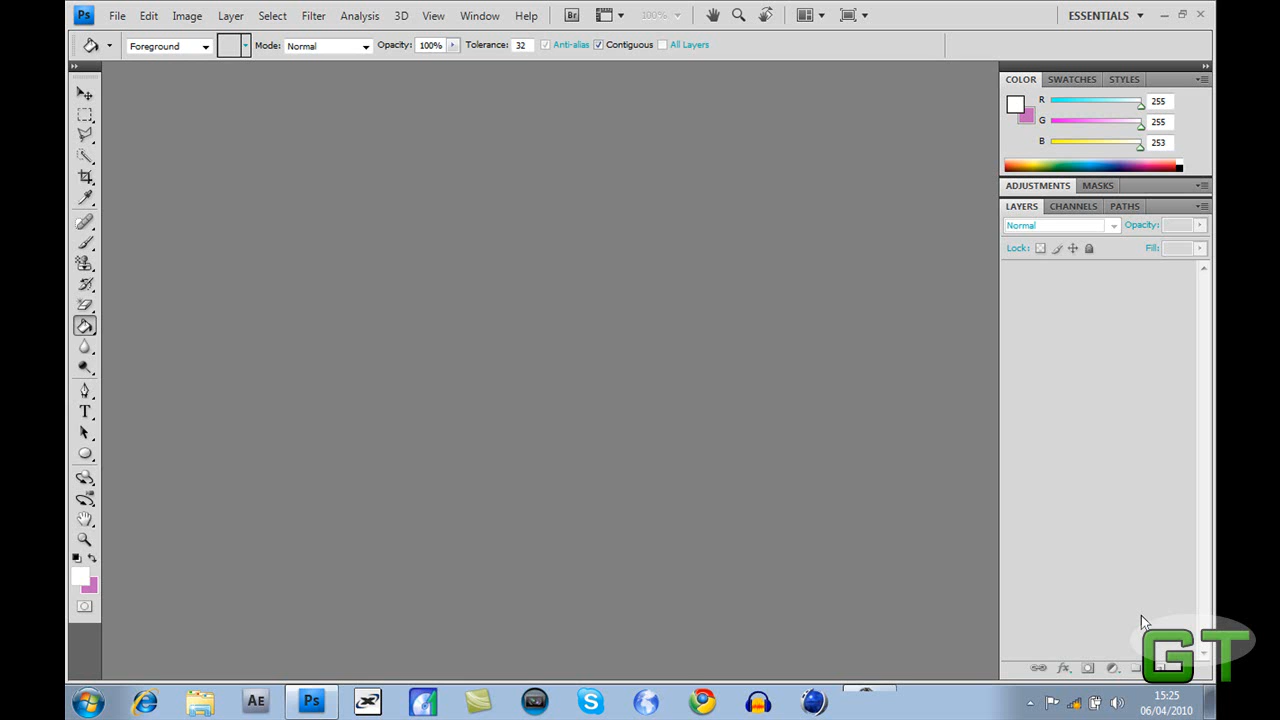 Ps File Edit Image Layer Select Filter Analysis 3D View Window Help Br 100% ESSENTIALS
Foreground Mode: Normal Opacity: 100% Tolerance: 32 Anti-alias Contiguous All Layers
COLOR SWATCHES STYLES
R 255
G 255
B 253
ADJUSTMENTS MASKS
LAYERS CHANNELS PATHS
Normal Opacity:
Lock: Fill:
T
fx
GT
Ae Ps
15:25
06/04/2010